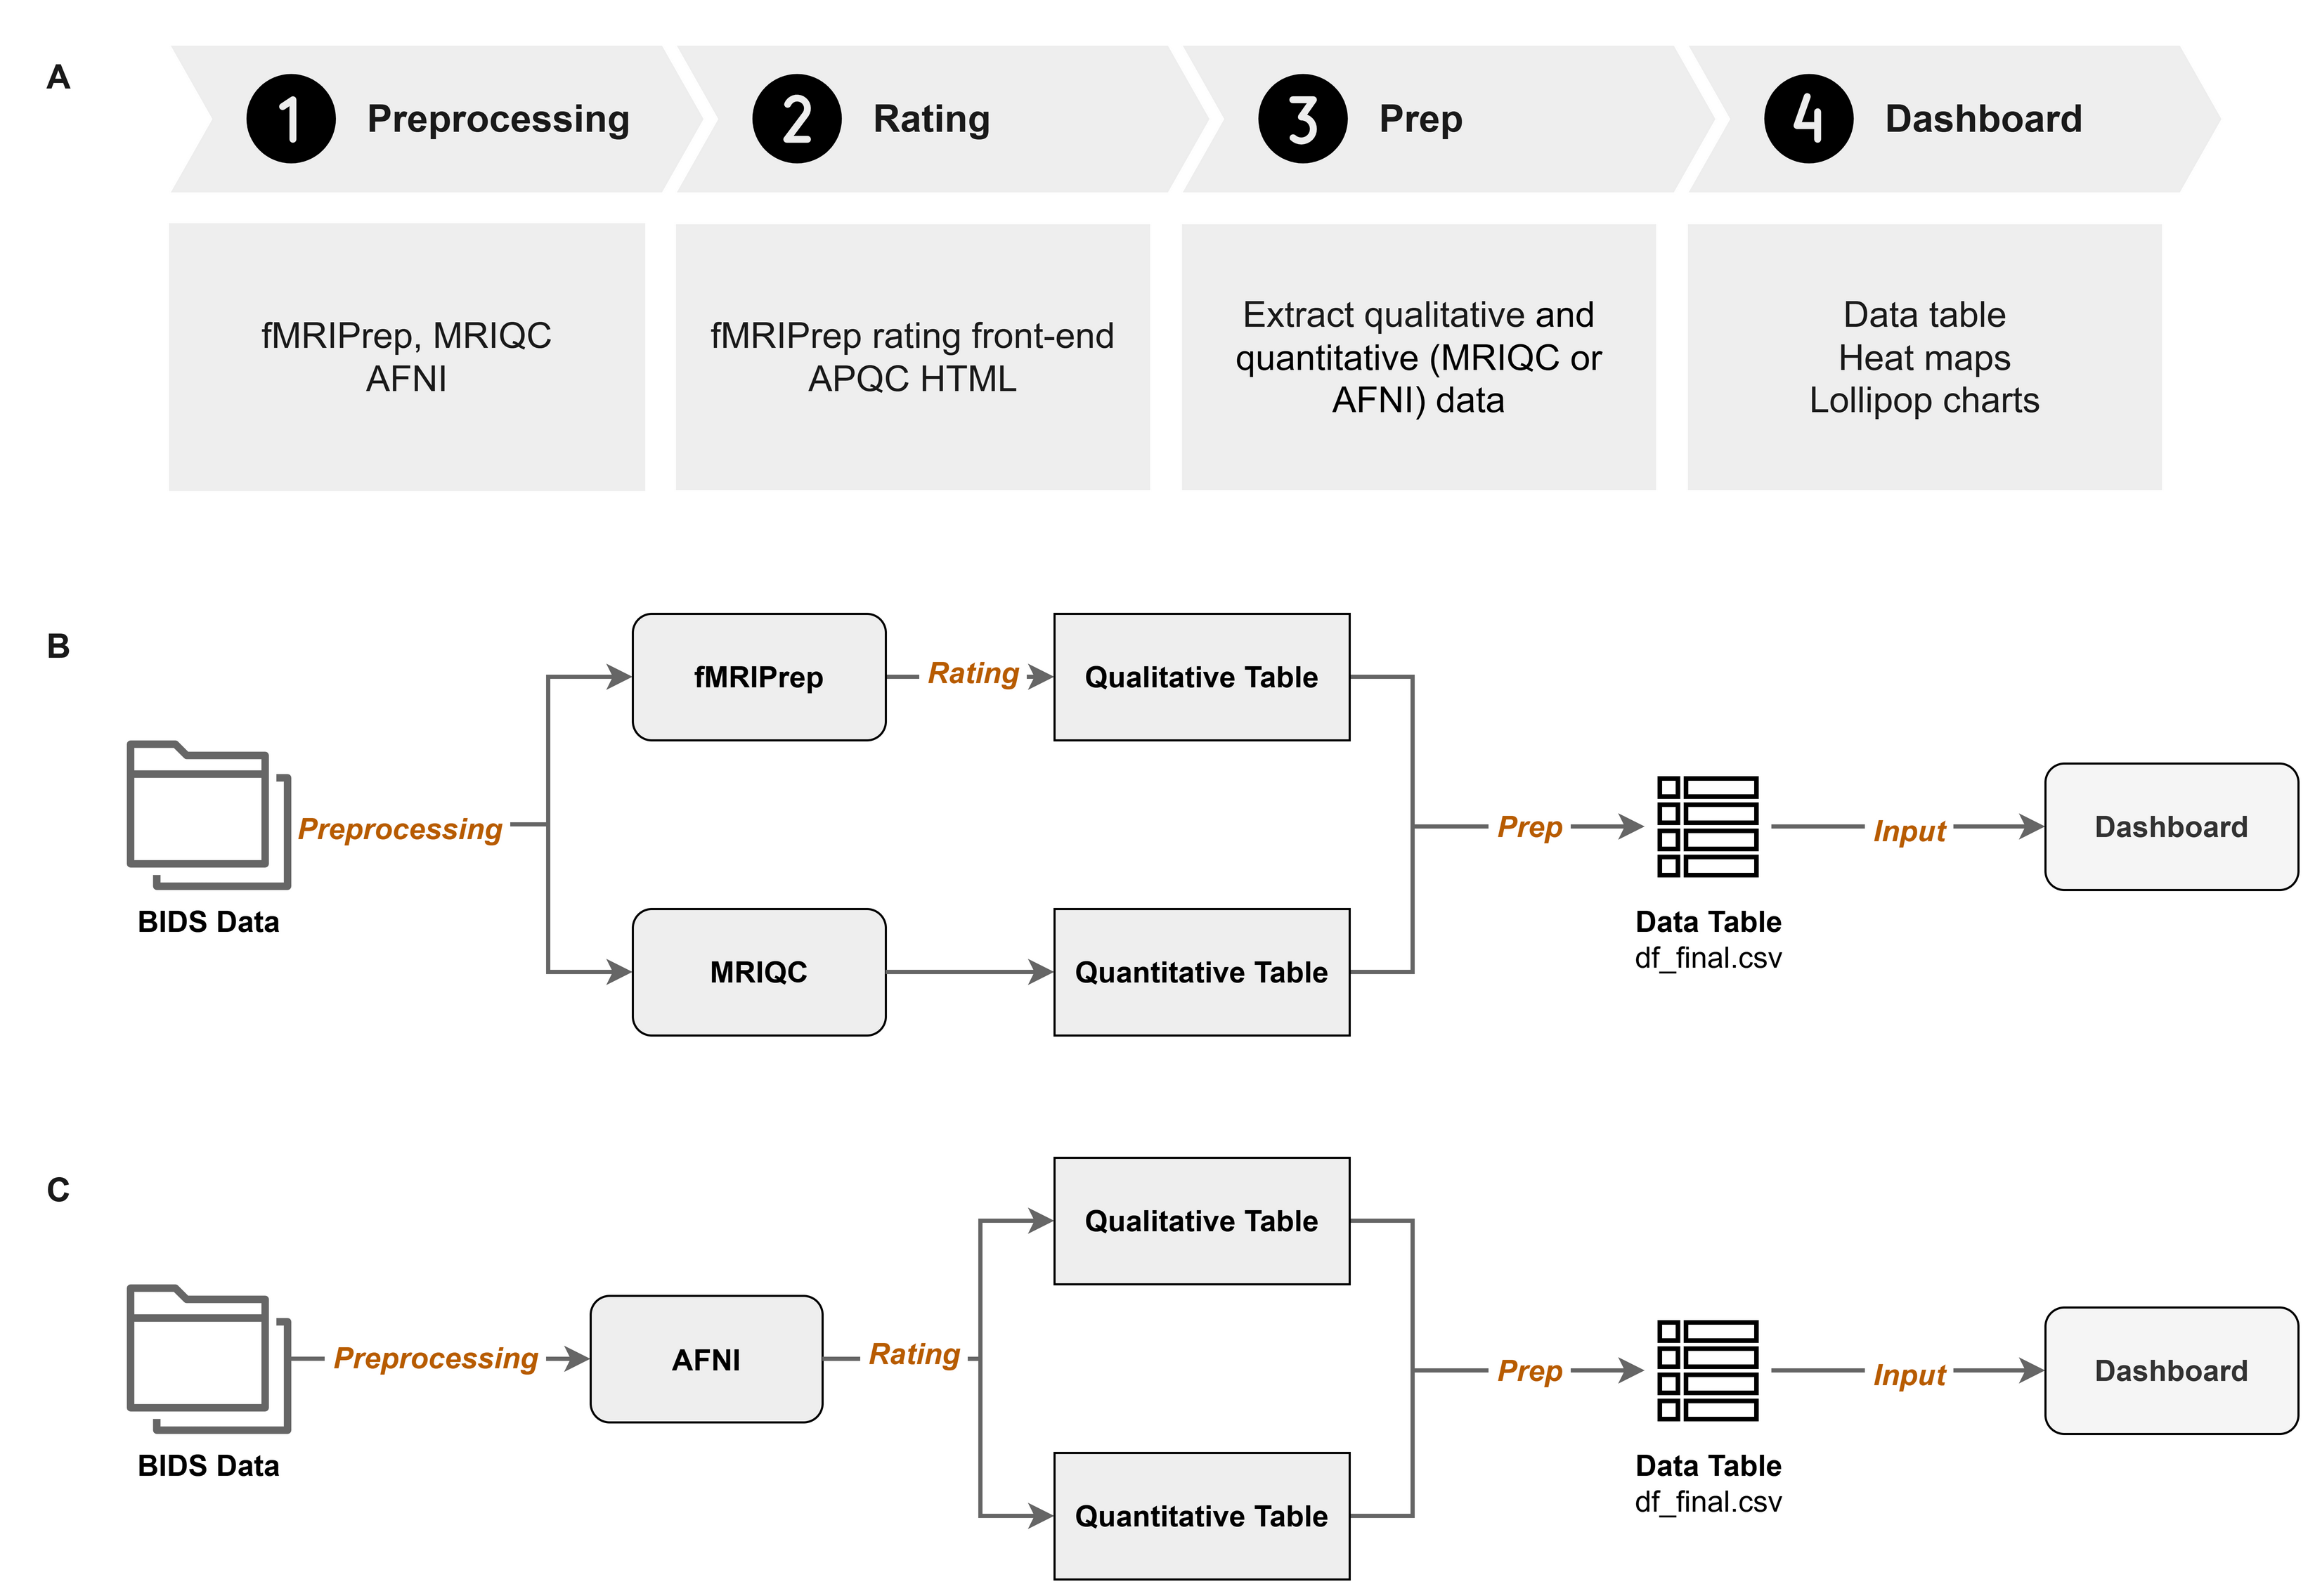 A
1 Preprocessing
2 Rating
3 Prep
4 Dashboard
fMRIPrep, MRIQC
AFNI
fMRIPrep rating front-end
APQC HTML
Extract qualitative and
quantitative (MRIQC or
AFNI) data
Data table
Heat maps
Lollipop charts
B
BIDS Data
Preprocessing
fMRIPrep
Rating
Qualitative Table
MRIQC
Quantitative Table
Prep
Data Table
df_final.csv
Input
Dashboard
C
BIDS Data
Preprocessing
AFNI
Rating
Qualitative Table
Quantitative Table
Prep
Data Table
df_final.csv
Input
Dashboard